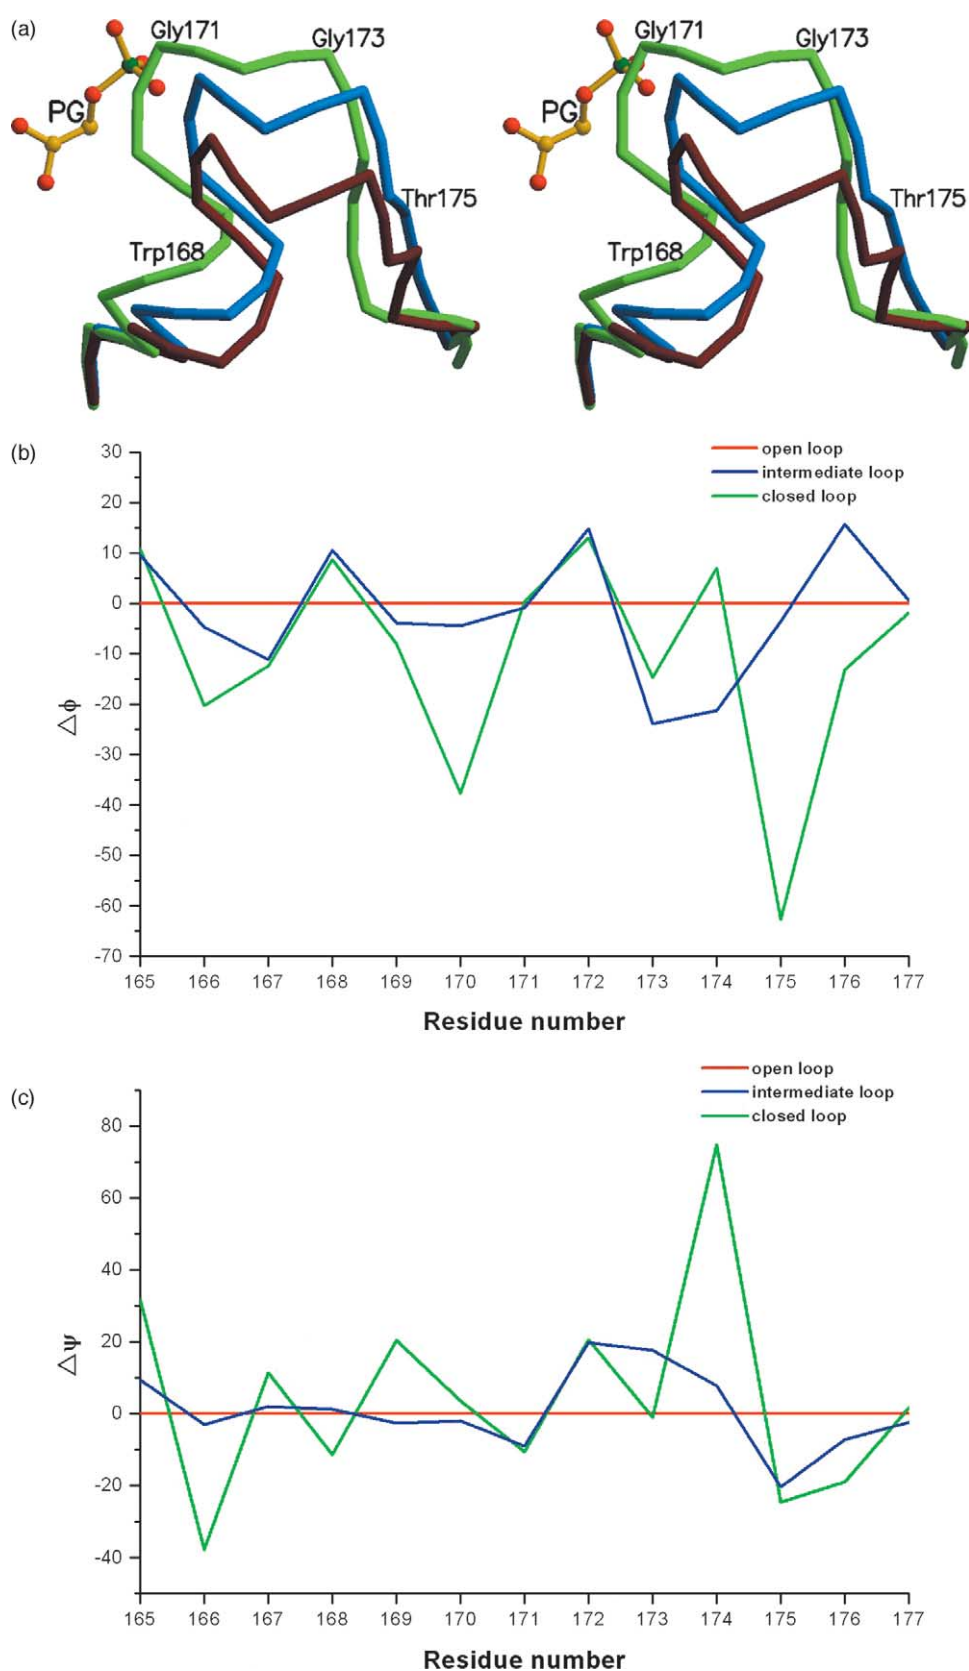 (a)
Gly171
Gly173
PG
Thr175
Trp168
Gly171
Gly173
PG
Thr175
Trp168
(b)
open loop
intermediate loop
closed loop
30
20
10
0
-10
-20
-30
-40
-50
-60
-70
△ϕ
165 166 167 168 169 170 171 172 173 174 175 176 177
Residue number
(c)
open loop
intermediate loop
closed loop
80
60
40
20
0
-20
-40
△ψ
165 166 167 168 169 170 171 172 173 174 175 176 177
Residue number